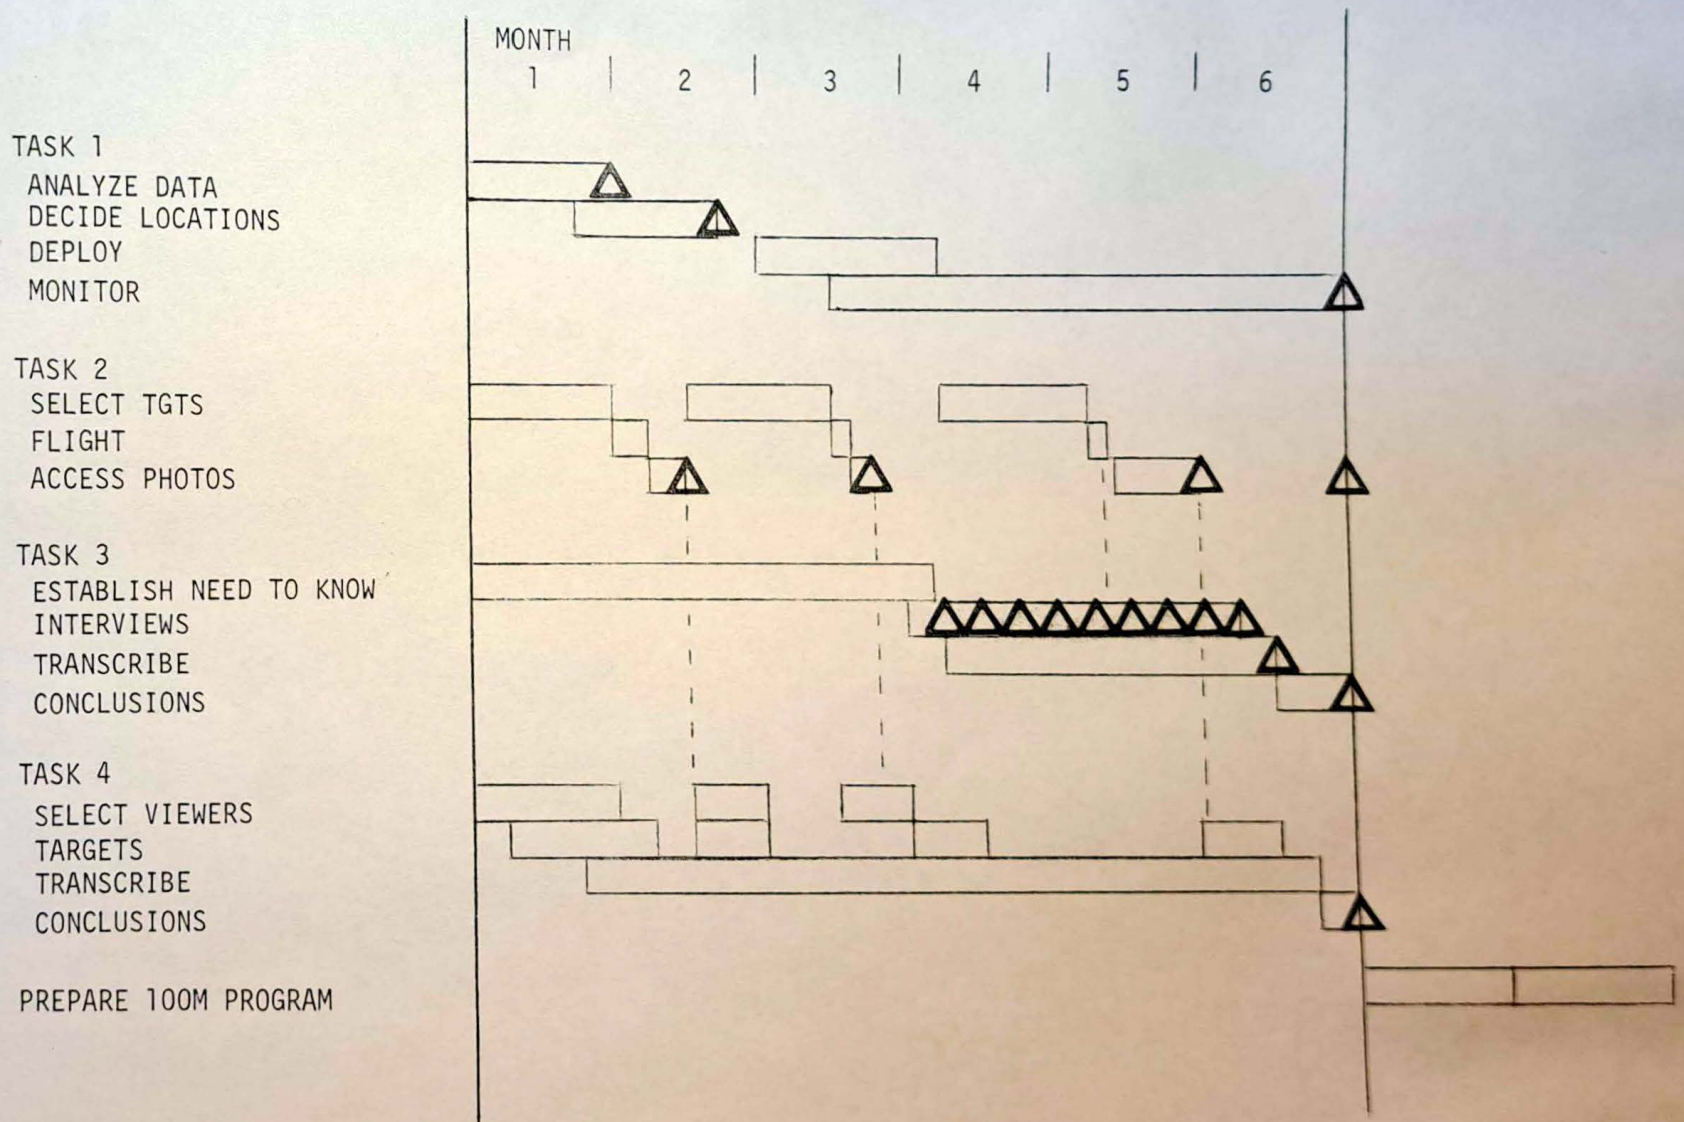 MONTH
1 2 3 4 5 6
TASK 1
ANALYZE DATA
DECIDE LOCATIONS
DEPLOY
MONITOR
TASK 2
SELECT TGTS
FLIGHT
ACCESS PHOTOS
TASK 3
ESTABLISH NEED TO KNOW
INTERVIEWS
TRANSCRIBE
CONCLUSIONS
TASK 4
SELECT VIEWERS
TARGETS
TRANSCRIBE
CONCLUSIONS
PREPARE 100M PROGRAM